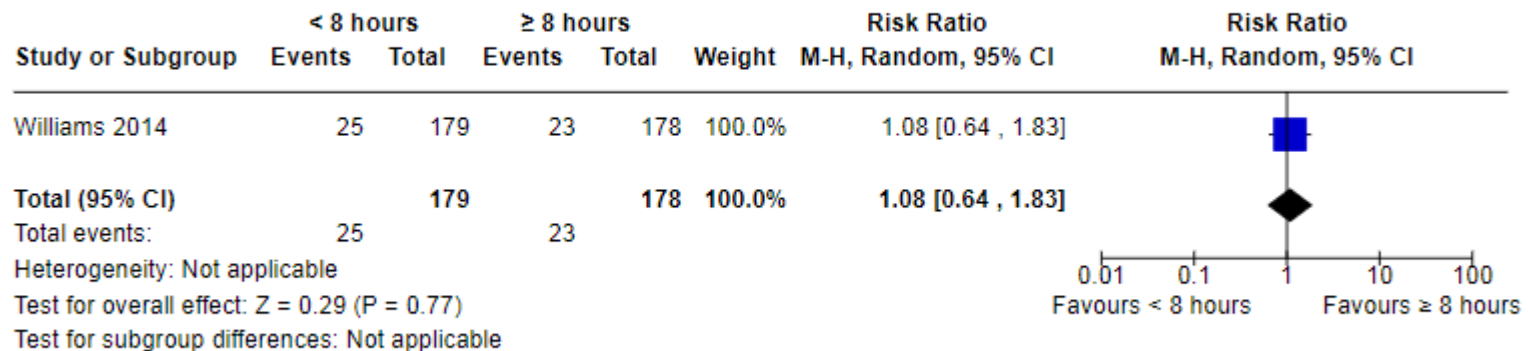 < 8 hours ≥ 8 hours Risk Ratio Risk Ratio
Study or Subgroup Events Total Events Total Weight M-H, Random, 95% CI M-H, Random, 95% CI
Williams 2014 25 179 23 178 100.0% 1.08 [0.64 , 1.83]
Total (95% CI) 179 178 100.0% 1.08 [0.64 , 1.83]
Total events: 25 23
Heterogeneity: Not applicable 0.01 0.1 1 10 100
Test for overall effect: Z = 0.29 (P = 0.77) Favours < 8 hours Favours ≥ 8 hours
Test for subgroup differences: Not applicable